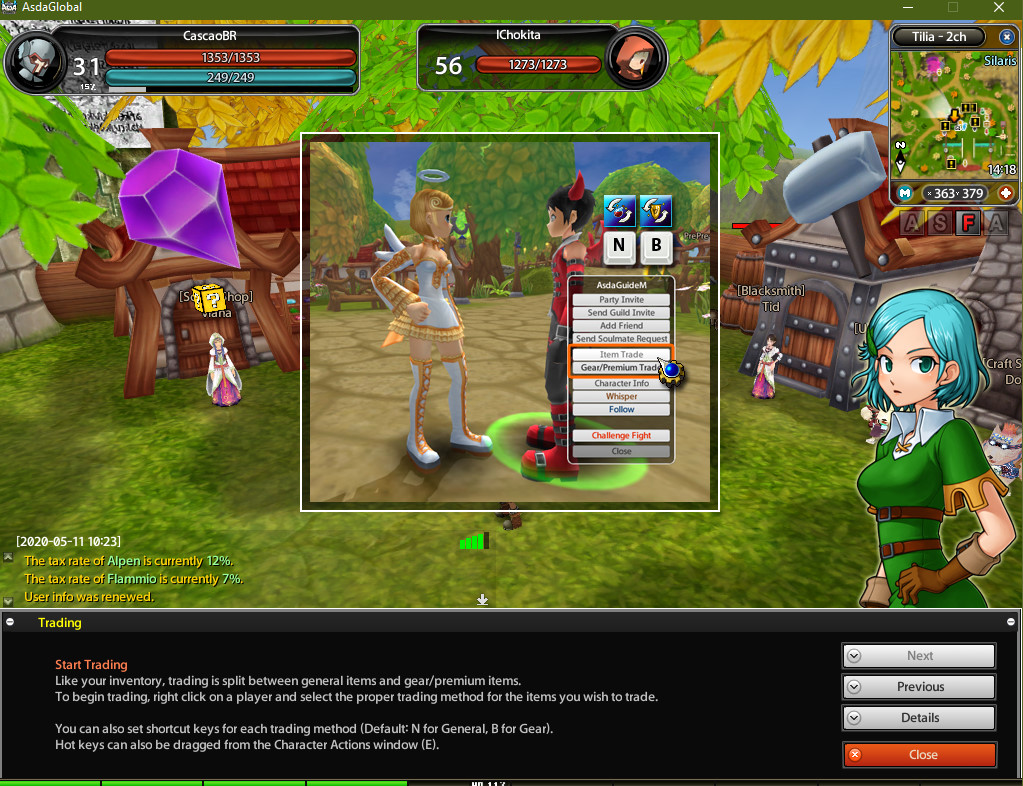 AsdaGlobal
CascaoBR
31
1353/1353
249/249
15%
IChokita
56
1273/1273
Tilia - 2ch
Silaris
N
14:18
M
X 363 Y 379
A S F A
N B
PrePre
AsdaGuideM
Party Invite
Send Guild Invite
Add Friend
Send Soulmate Request
Item Trade
Gear/Premium Trade
Character Info
Whisper
Follow
Challenge Fight
Close
?
Viana
[Blacksmith]
Tid
[Craft S
Do
[2020-05-11 10:23]
The tax rate of Alpen is currently 12%.
The tax rate of Flammio is currently 7%.
User info was renewed.
Trading
Start Trading
Like your inventory, trading is split between general items and gear/premium items.
To begin trading, right click on a player and select the proper trading method for the items you wish to trade.
You can also set shortcut keys for each trading method (Default: N for General, B for Gear).
Hot keys can also be dragged from the Character Actions window (E).
Next
Previous
Details
Close